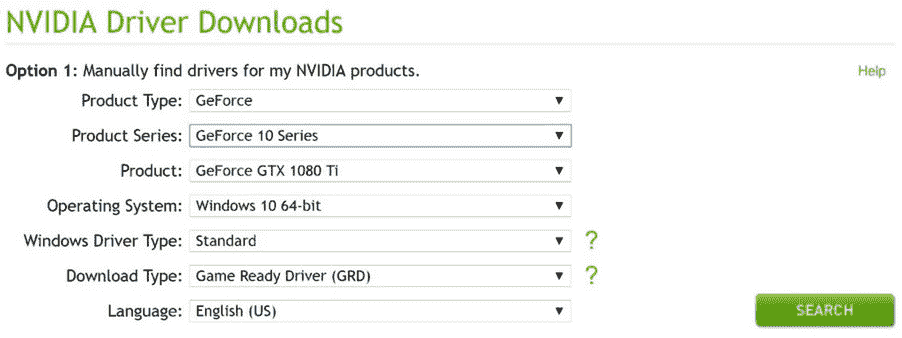 NVIDIA Driver Downloads
Option 1: Manually find drivers for my NVIDIA products.
Help
Product Type: GeForce
Product Series: GeForce 10 Series
Product: GeForce GTX 1080 Ti
Operating System: Windows 10 64-bit
Windows Driver Type: Standard ?
Download Type: Game Ready Driver (GRD) ?
Language: English (US)
SEARCH